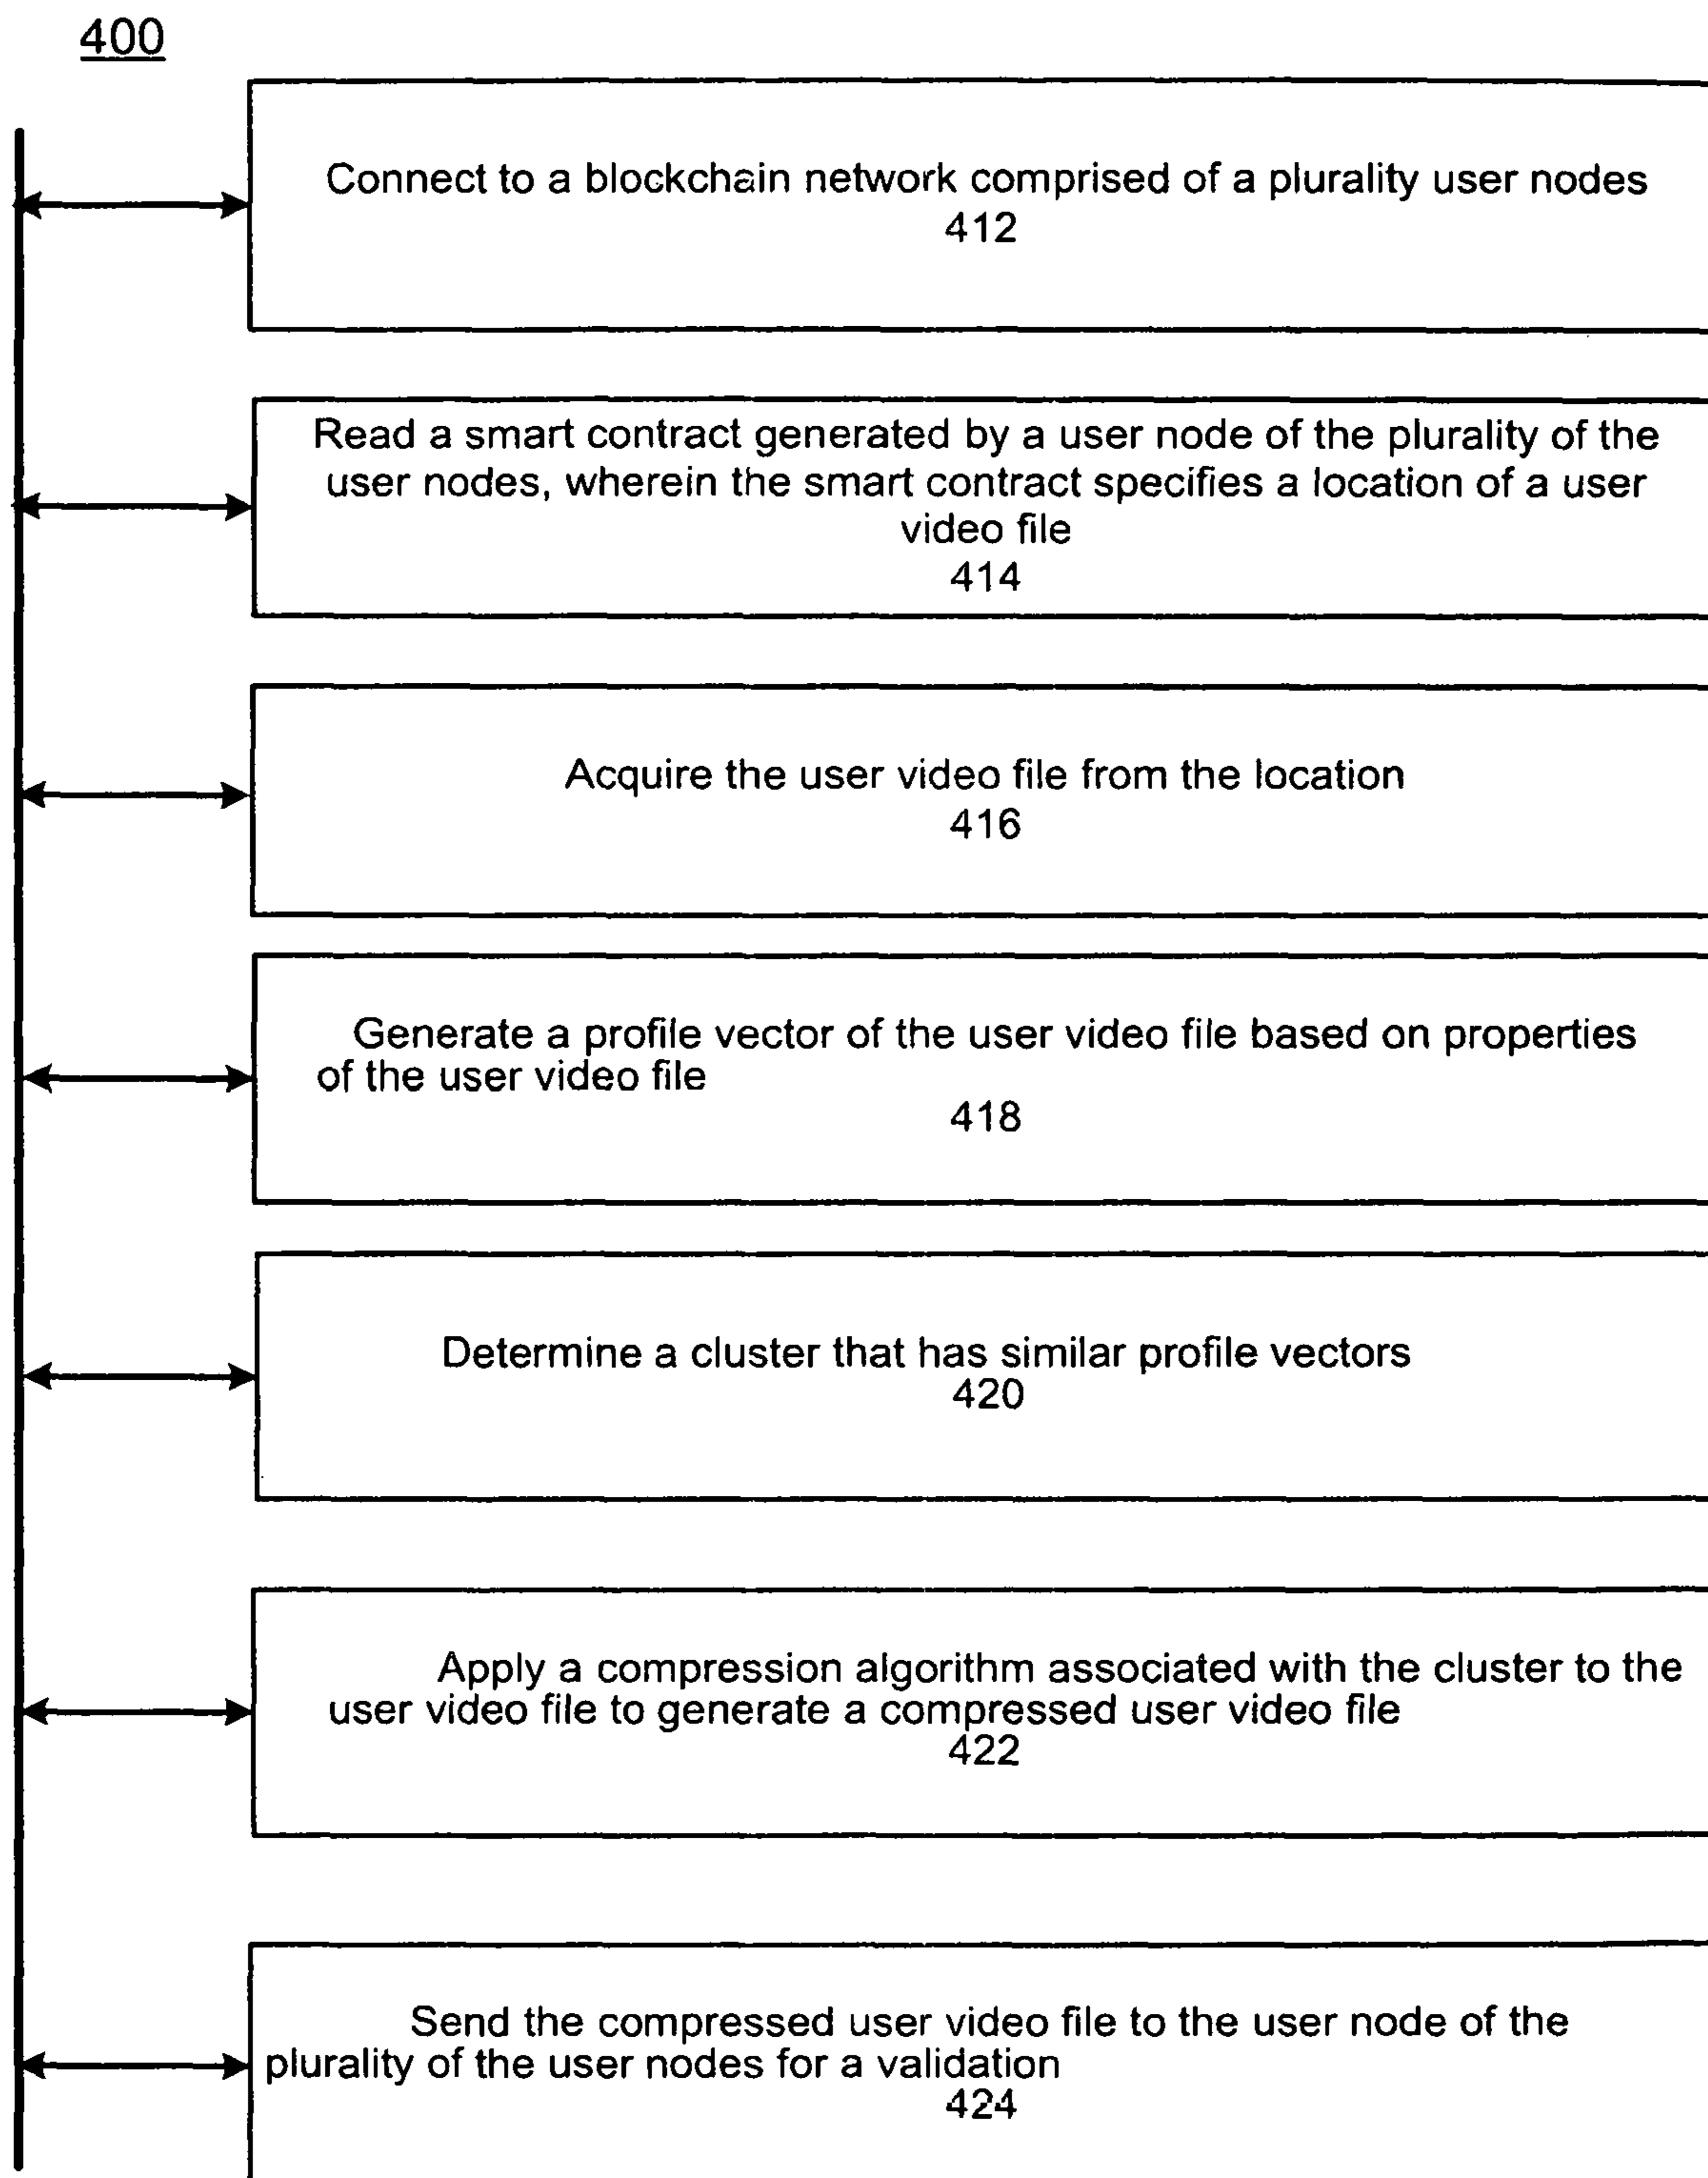 400
Connect to a blockchain network comprised of a plurality user nodes
412
Read a smart contract generated by a user node of the plurality of the
user nodes, wherein the smart contract specifies a location of a user
video file
414
Acquire the user video file from the location
416
Generate a profile vector of the user video file based on properties
of the user video file
418
Determine a cluster that has similar profile vectors
420
Apply a compression algorithm associated with the cluster to the
user video file to generate a compressed user video file
422
Send the compressed user video file to the user node of the
plurality of the user nodes for a validation
424